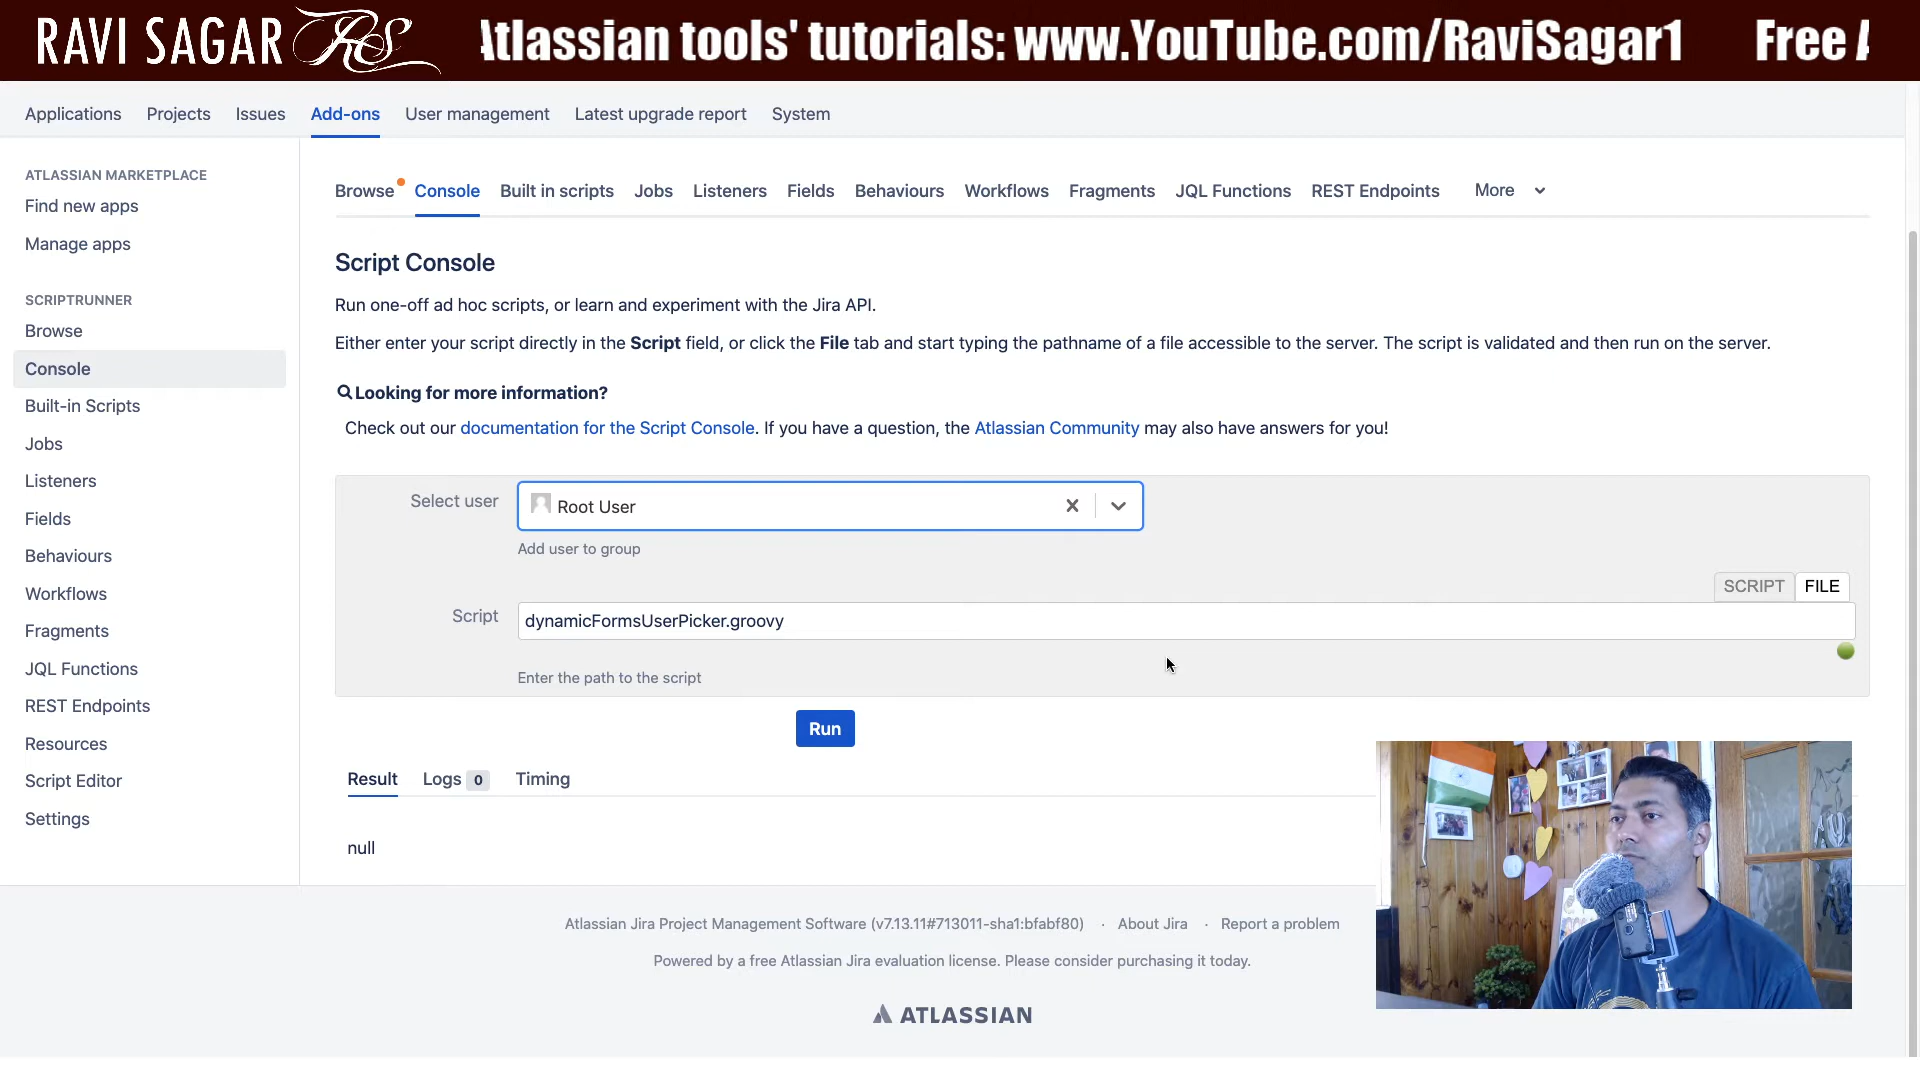 RAVI SAGAR RS
Atlassian tools' tutorials: www.YouTube.com/RaviSagar1 Free A
Applications Projects Issues Add-ons User management Latest upgrade report System
ATLASSIAN MARKETPLACE
Find new apps
Manage apps
SCRIPTRUNNER
Browse
Console
Built-in Scripts
Jobs
Listeners
Fields
Behaviours
Workflows
Fragments
JQL Functions
REST Endpoints
Resources
Script Editor
Settings
Browse Console Built in scripts Jobs Listeners Fields Behaviours Workflows Fragments JQL Functions REST Endpoints More
Script Console
Run one-off ad hoc scripts, or learn and experiment with the Jira API.
Either enter your script directly in the Script field, or click the File tab and start typing the pathname of a file accessible to the server. The script is validated and then run on the server.
Looking for more information?
Check out our documentation for the Script Console. If you have a question, the Atlassian Community may also have answers for you!
Select user Root User
Add user to group
SCRIPT FILE
Script dynamicFormsUserPicker.groovy
Enter the path to the script
Run
Result Logs 0 Timing
null
Atlassian Jira Project Management Software (v7.13.11#713011-sha1:bfabf80) · About Jira · Report a problem
Powered by a free Atlassian Jira evaluation license. Please consider purchasing it today.
ATLASSIAN